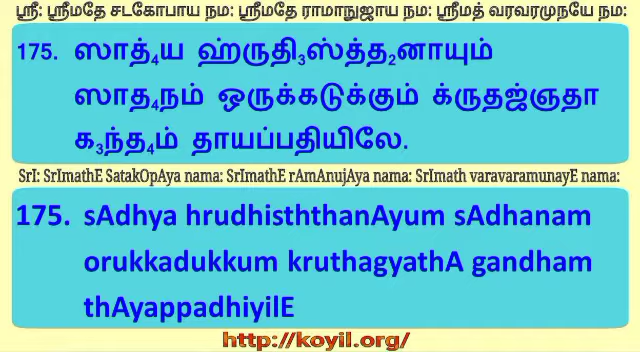 ஸ்ரீ: ஸ்ரீமதே சடகோபாய நம: ஸ்ரீமதே ராமாநுஜாய நம: ஸ்ரீமத் வரவரமுநயே நம:
175. ஸாத்₄ய ஹ்ருதி₃ஸ்த்த₂னாயும்
ஸாத₄நம் ஒருக்கடுக்கும் க்ருதஜ்ஞதா
க₃ந்த₄ம் தாயப்பதியிலே.
SrI: SrImathE SatakOpAya nama: SrImathE rAmAnujAya nama: SrImath varavaramunayE nama:
175. sAdhya hrudhisththanAyum sAdhanam
orukkadukkum kruthagyathA gandham
thAyappadhiyilE
http://koyil.org/